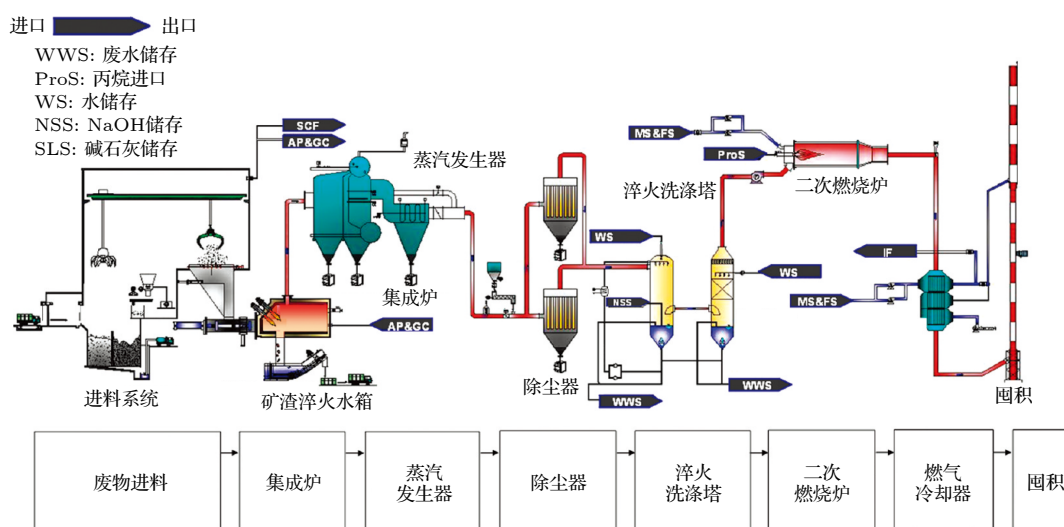 进口
出口
WWS: 废水储存
ProS: 丙烷进口
WS: 水储存
NSS: NaOH储存
SLS: 碱石灰储存
SCF
AP&GC
蒸汽发生器
MS&FS
ProS
淬火洗涤塔
二次燃烧炉
WS
IF
WS
集成炉
NSS
MS&FS
AP&GC
除尘器
WWS
WWS
进料系统
矿渣淬火水箱
囤积
废物进料
集成炉
蒸汽
发生器
除尘器
淬火
洗涤塔
二次
燃烧炉
燃气
冷却器
囤积